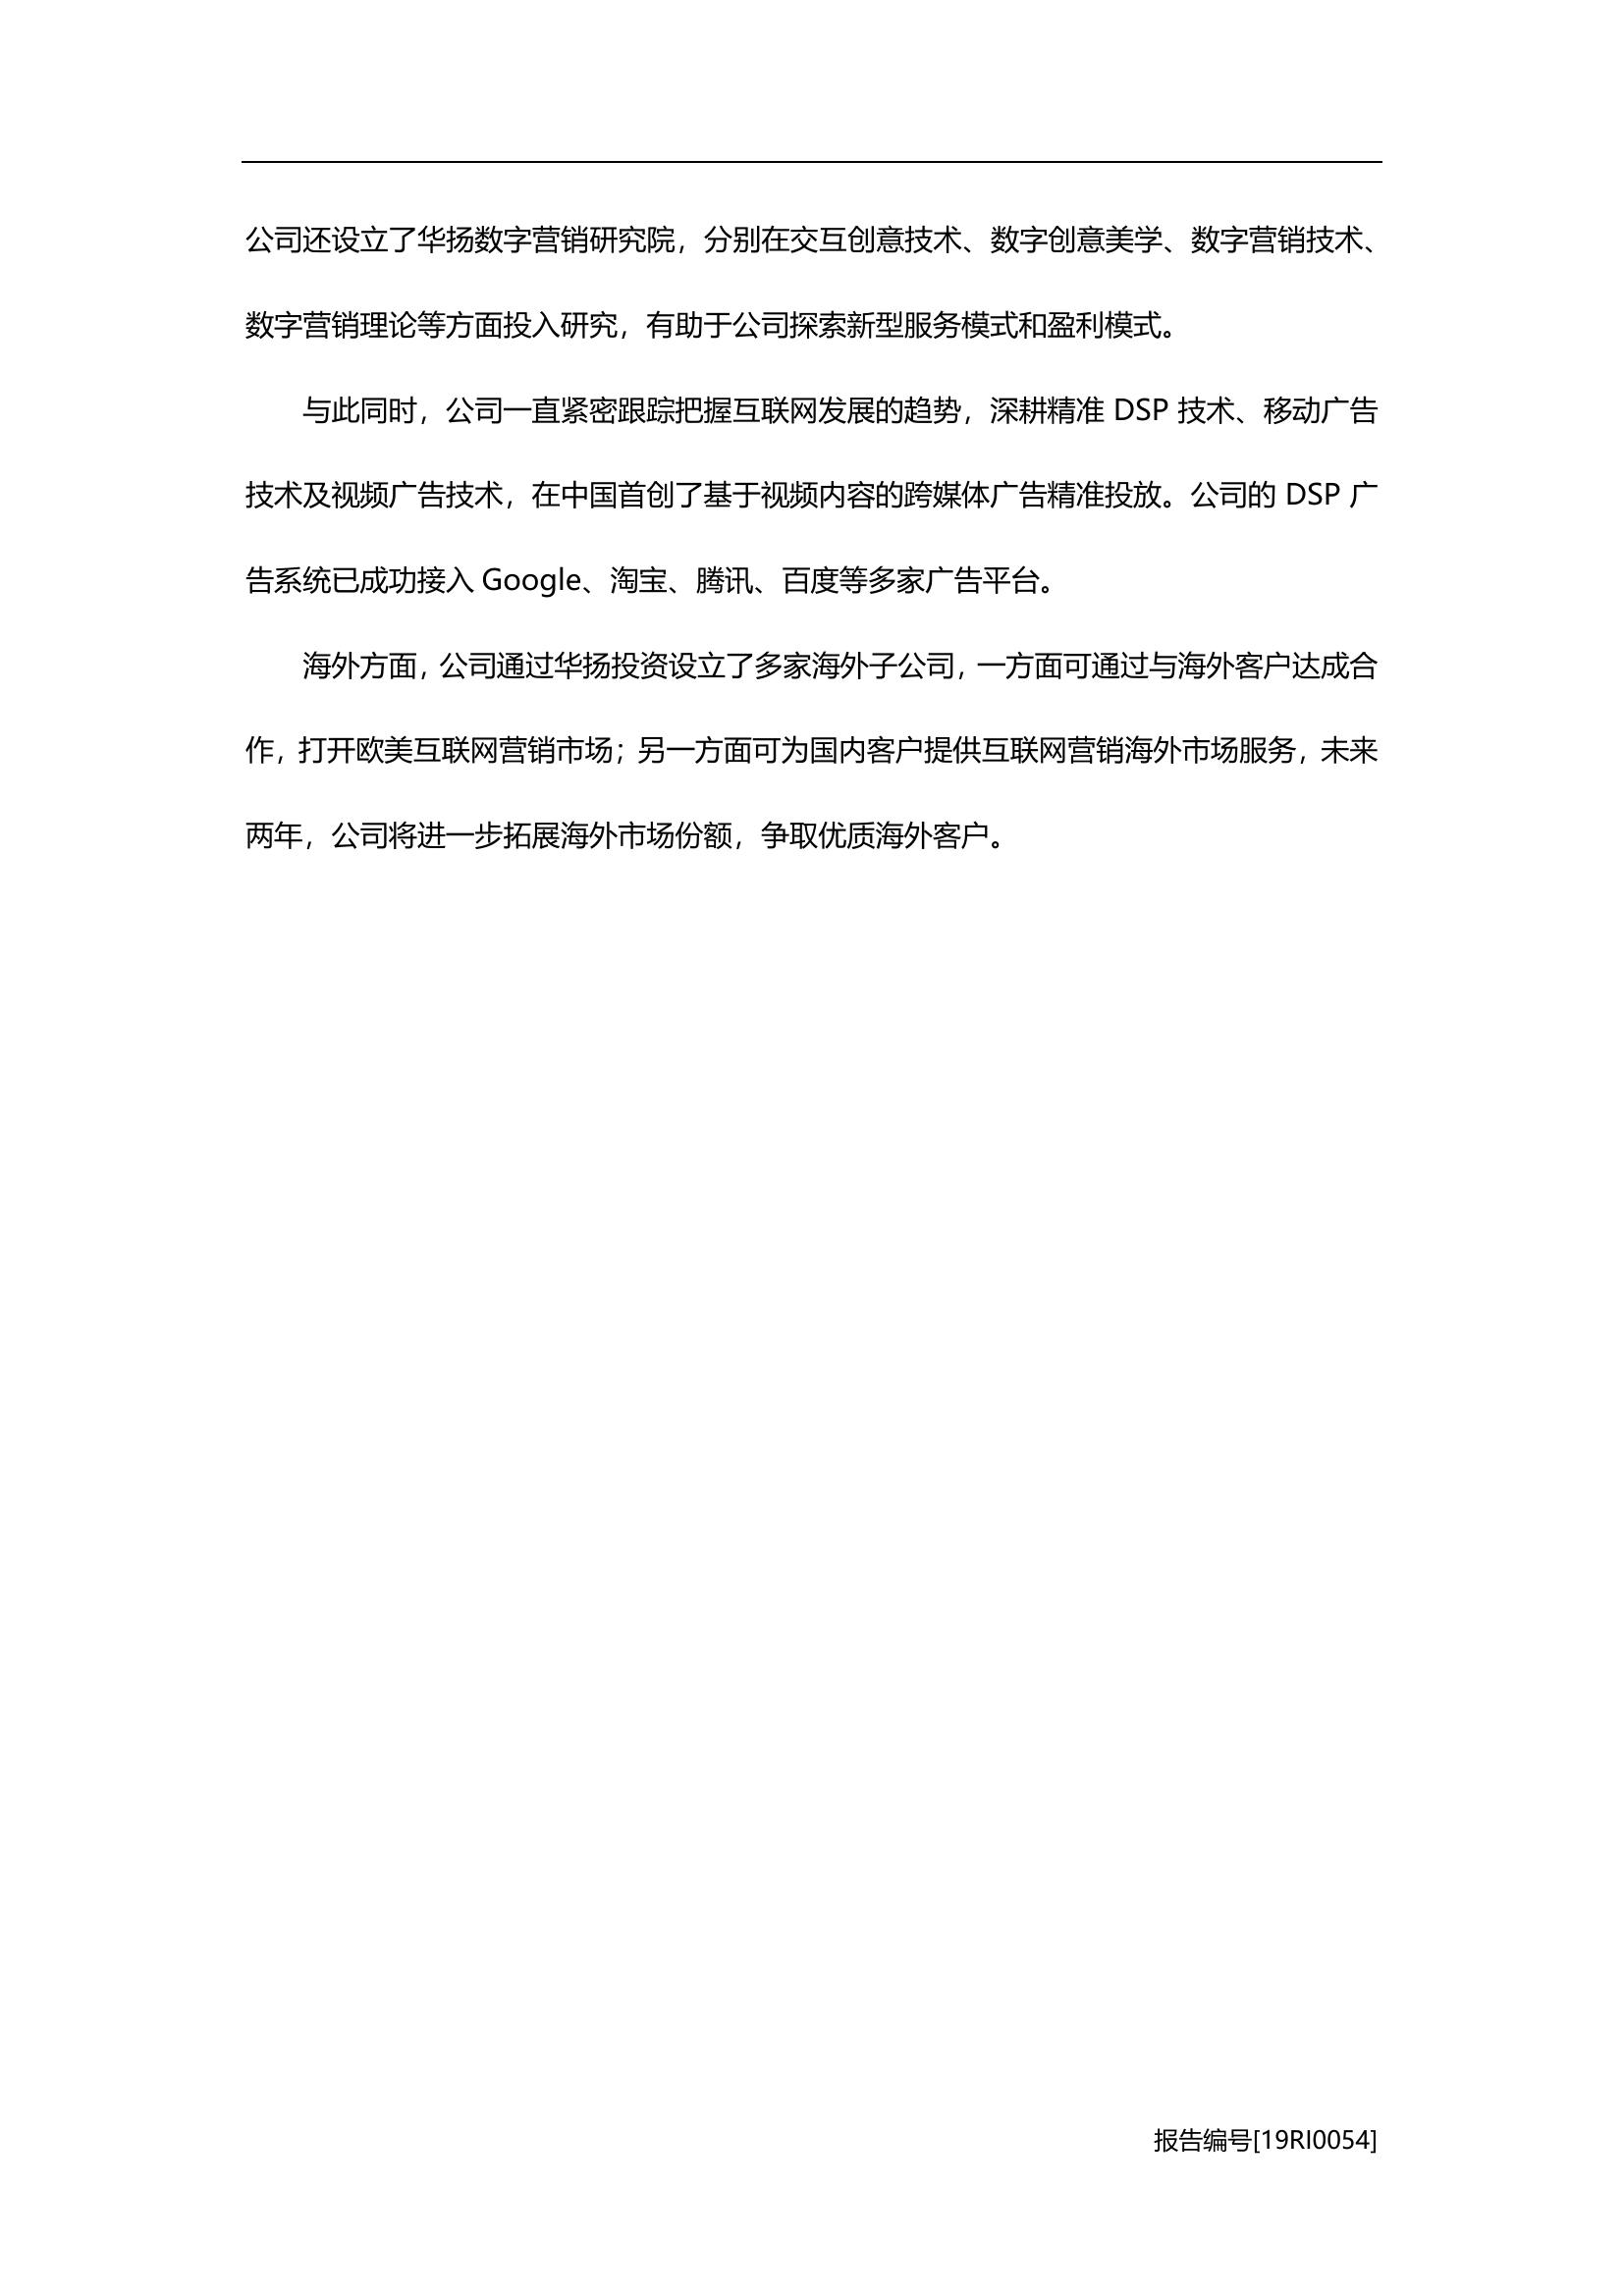 公司还设立了华扬数字营销研究院，分别在交互创意技术、数字创意美学、数字营销技术、
数字营销理论等方面投入研究，有助于公司探索新型服务模式和盈利模式。
与此同时，公司一直紧密跟踪把握互联网发展的趋势，深耕精准 DSP 技术、移动广告
技术及视频广告技术，在中国首创了基于视频内容的跨媒体广告精准投放。公司的 DSP 广
告系统已成功接入 Google、淘宝、腾讯、百度等多家广告平台。
海外方面，公司通过华扬投资设立了多家海外子公司，一方面可通过与海外客户达成合
作，打开欧美互联网营销市场；另一方面可为国内客户提供互联网营销海外市场服务，未来
两年，公司将进一步拓展海外市场份额，争取优质海外客户。
报告编号[19RI0054]